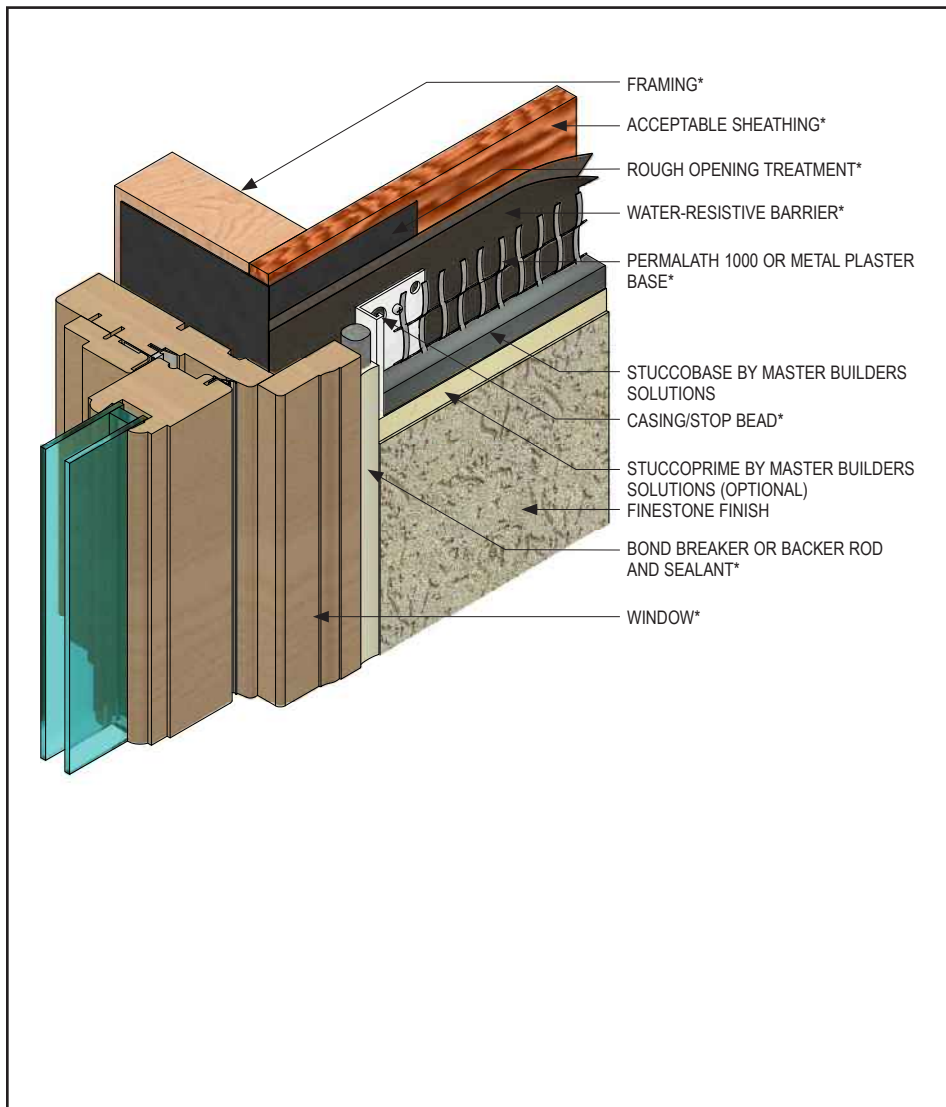 FRAMING*
ACCEPTABLE SHEATHING*
ROUGH OPENING TREATMENT*
WATER-RESISTIVE BARRIER*
PERMALATH 1000 OR METAL PLASTER
BASE*
STUCCOBASE BY MASTER BUILDERS
SOLUTIONS
CASING/STOP BEAD*
STUCCOPRIME BY MASTER BUILDERS
SOLUTIONS (OPTIONAL)
FINESTONE FINISH
BOND BREAKER OR BACKER ROD
AND SEALANT*
WINDOW*